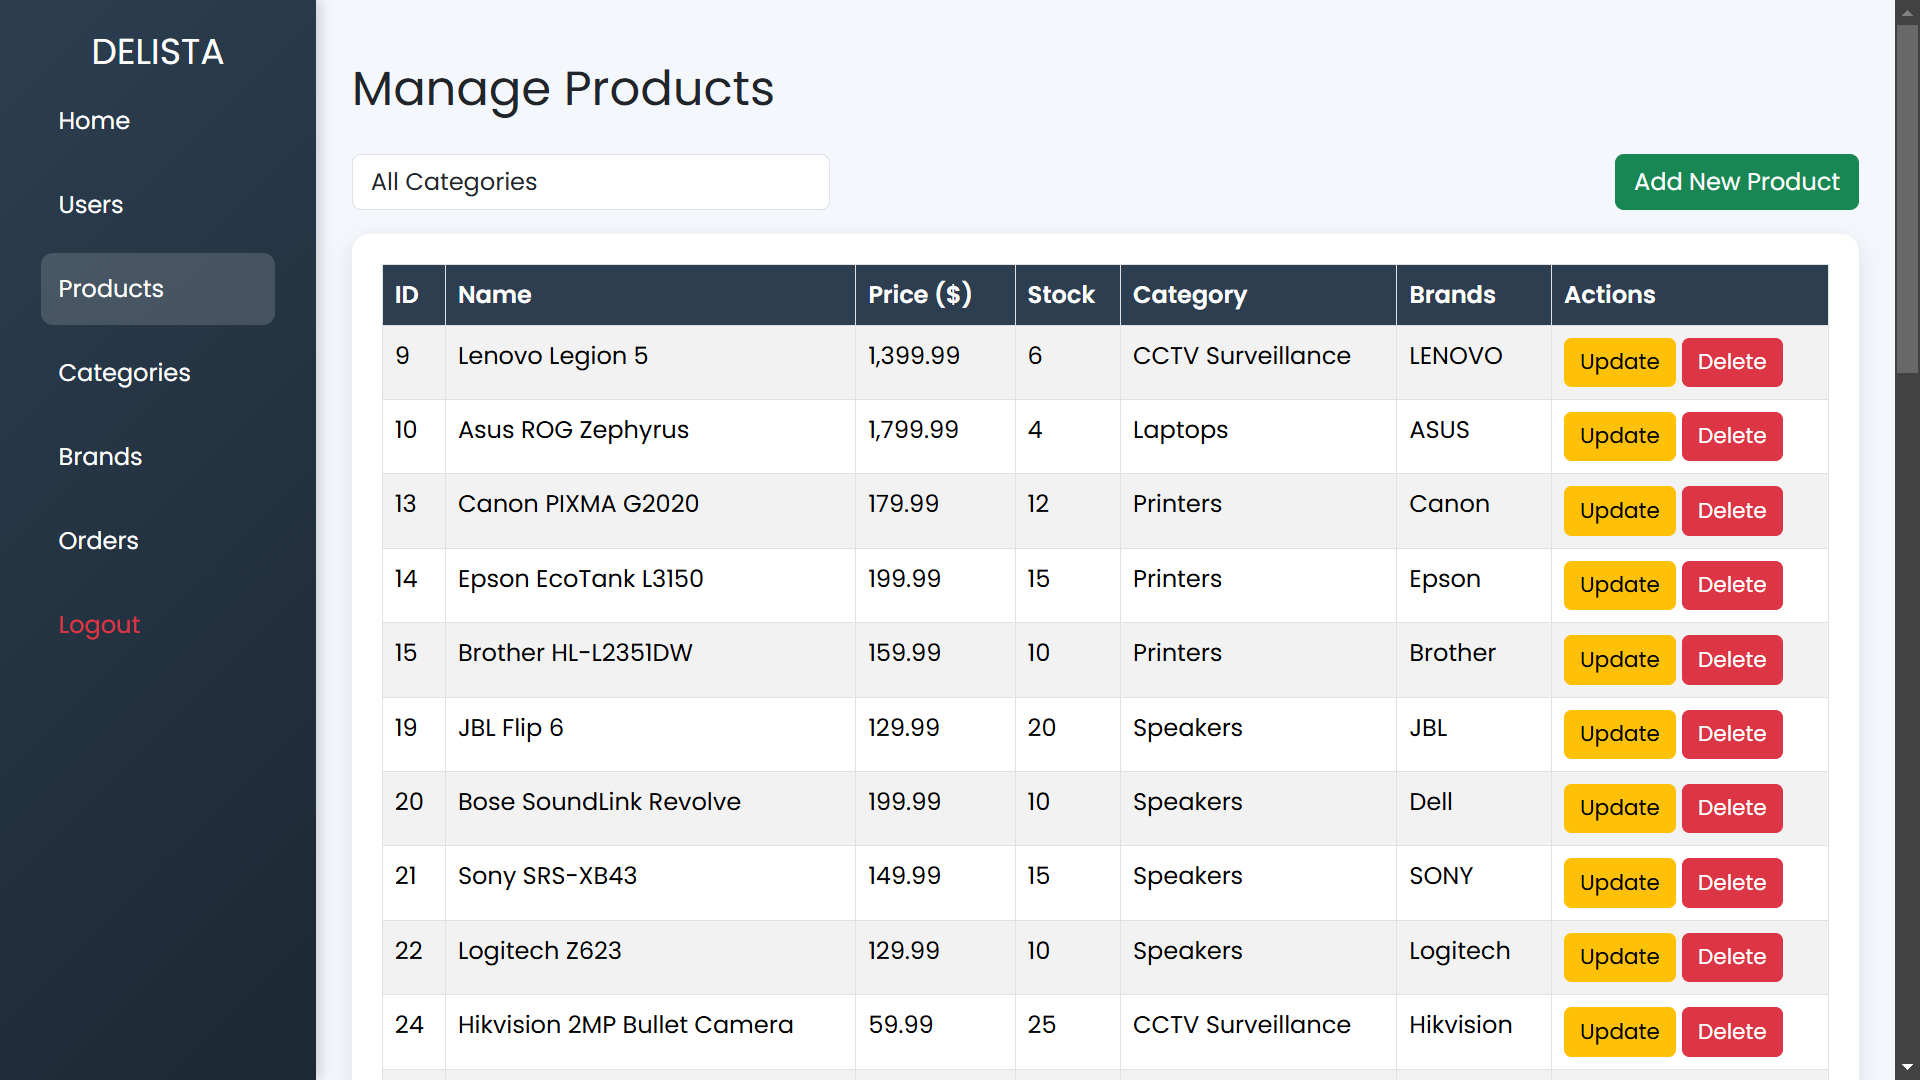 DELISTA
Home
Users
Products
Categories
Brands
Orders
Logout
Manage Products
All Categories
Add New Product
ID Name Price ($) Stock Category Brands Actions
9 Lenovo Legion 5 1,399.99 6 CCTV Surveillance LENOVO Update Delete
10 Asus ROG Zephyrus 1,799.99 4 Laptops ASUS Update Delete
13 Canon PIXMA G2020 179.99 12 Printers Canon Update Delete
14 Epson EcoTank L3150 199.99 15 Printers Epson Update Delete
15 Brother HL-L2351DW 159.99 10 Printers Brother Update Delete
19 JBL Flip 6 129.99 20 Speakers JBL Update Delete
20 Bose SoundLink Revolve 199.99 10 Speakers Dell Update Delete
21 Sony SRS-XB43 149.99 15 Speakers SONY Update Delete
22 Logitech Z623 129.99 10 Speakers Logitech Update Delete
24 Hikvision 2MP Bullet Camera 59.99 25 CCTV Surveillance Hikvision Update Delete